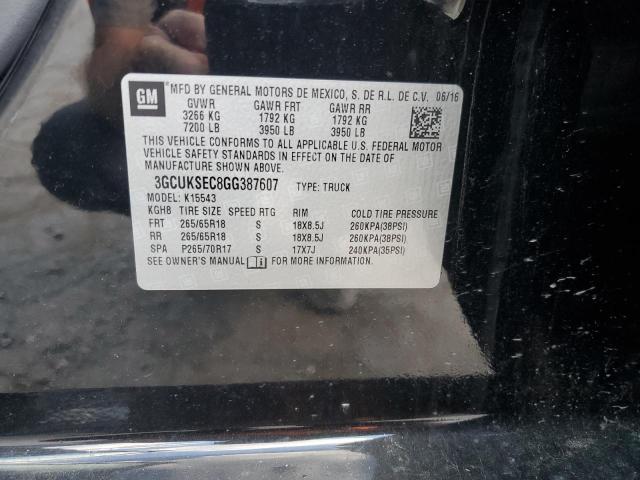 GM
MFD BY GENERAL MOTORS DE MEXICO, S. DE R.L. DE C.V. 06/16
GVWR GAWR FRT GAWR RR
3266 KG 1792 KG 1792 KG
7200 LB 3950 LB 3950 LB
THIS VEHICLE CONFORMS TO ALL APPLICABLE U.S. FEDERAL MOTOR
VEHICLE SAFETY STANDARDS IN EFFECT ON THE DATE OF
MANUFACTURE SHOWN ABOVE.
3GCUKSEC8GG387607 TYPE: TRUCK
MODEL: K15543
KGHB TIRE SIZE SPEED RTG RIM COLD TIRE PRESSURE
FRT 265/65R18 S 18X8.5J 260KPA(38PSI)
RR 265/65R18 S 18X8.5J 260KPA(38PSI)
SPA P265/70R17 S 17X7J 240KPA(35PSI)
SEE OWNER'S MANUAL FOR MORE INFORMATION.